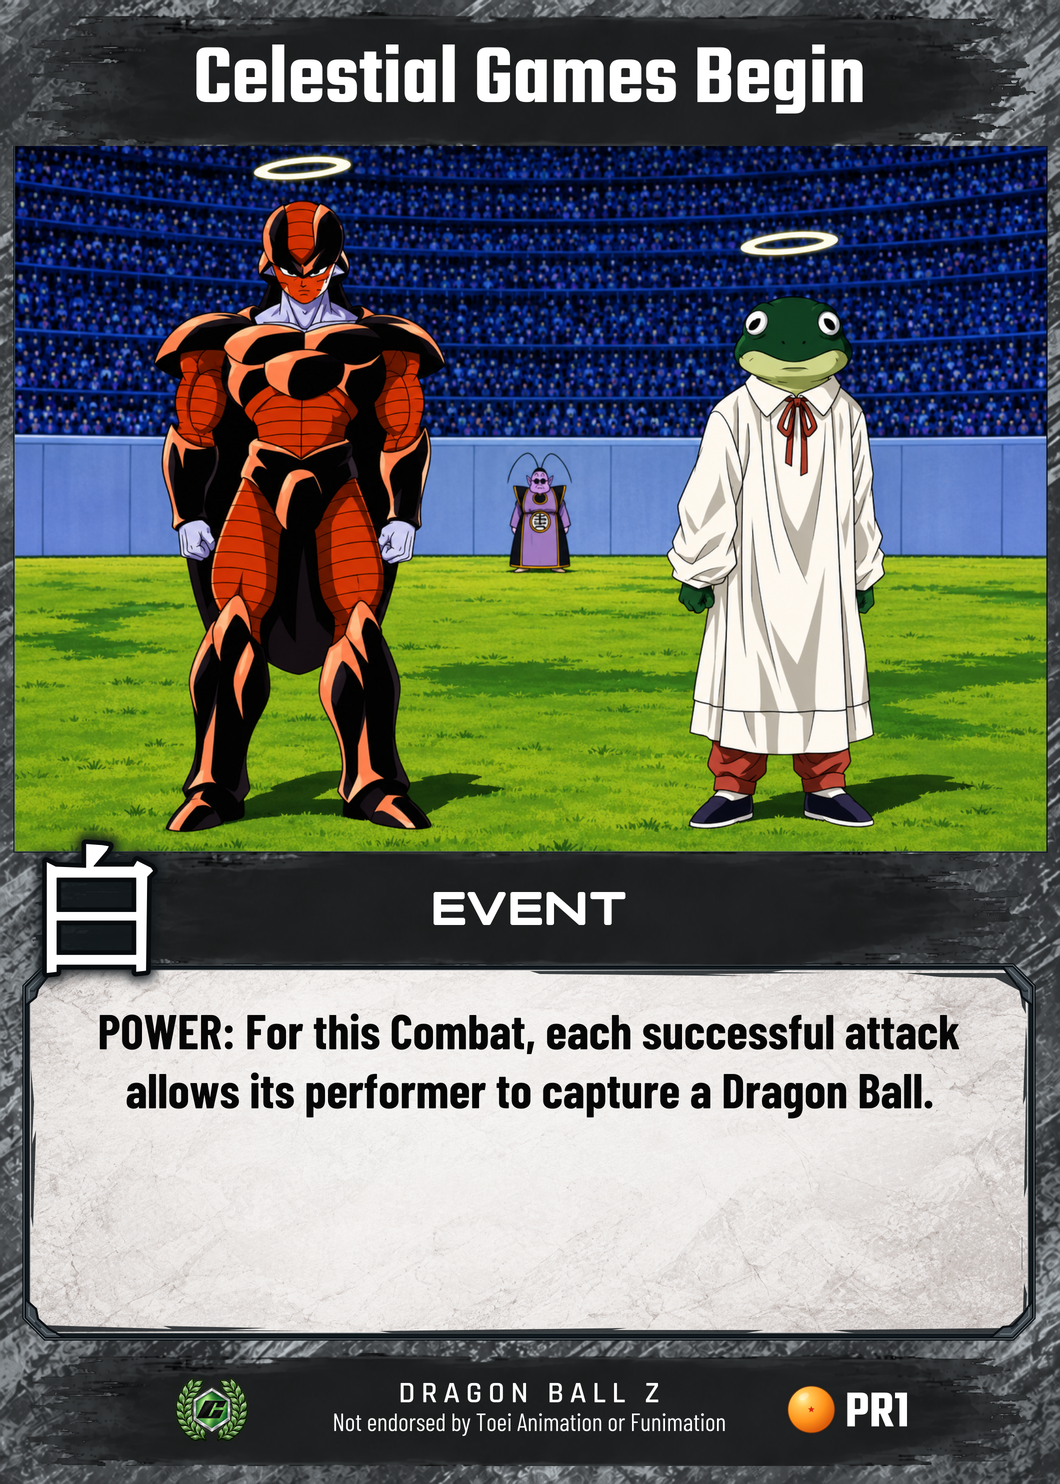 Celestial Games Begin
界
白
EVENT
POWER: For this Combat, each successful attack
allows its performer to capture a Dragon Ball.
DRAGON BALL Z
Not endorsed by Toei Animation or Funimation
PR1